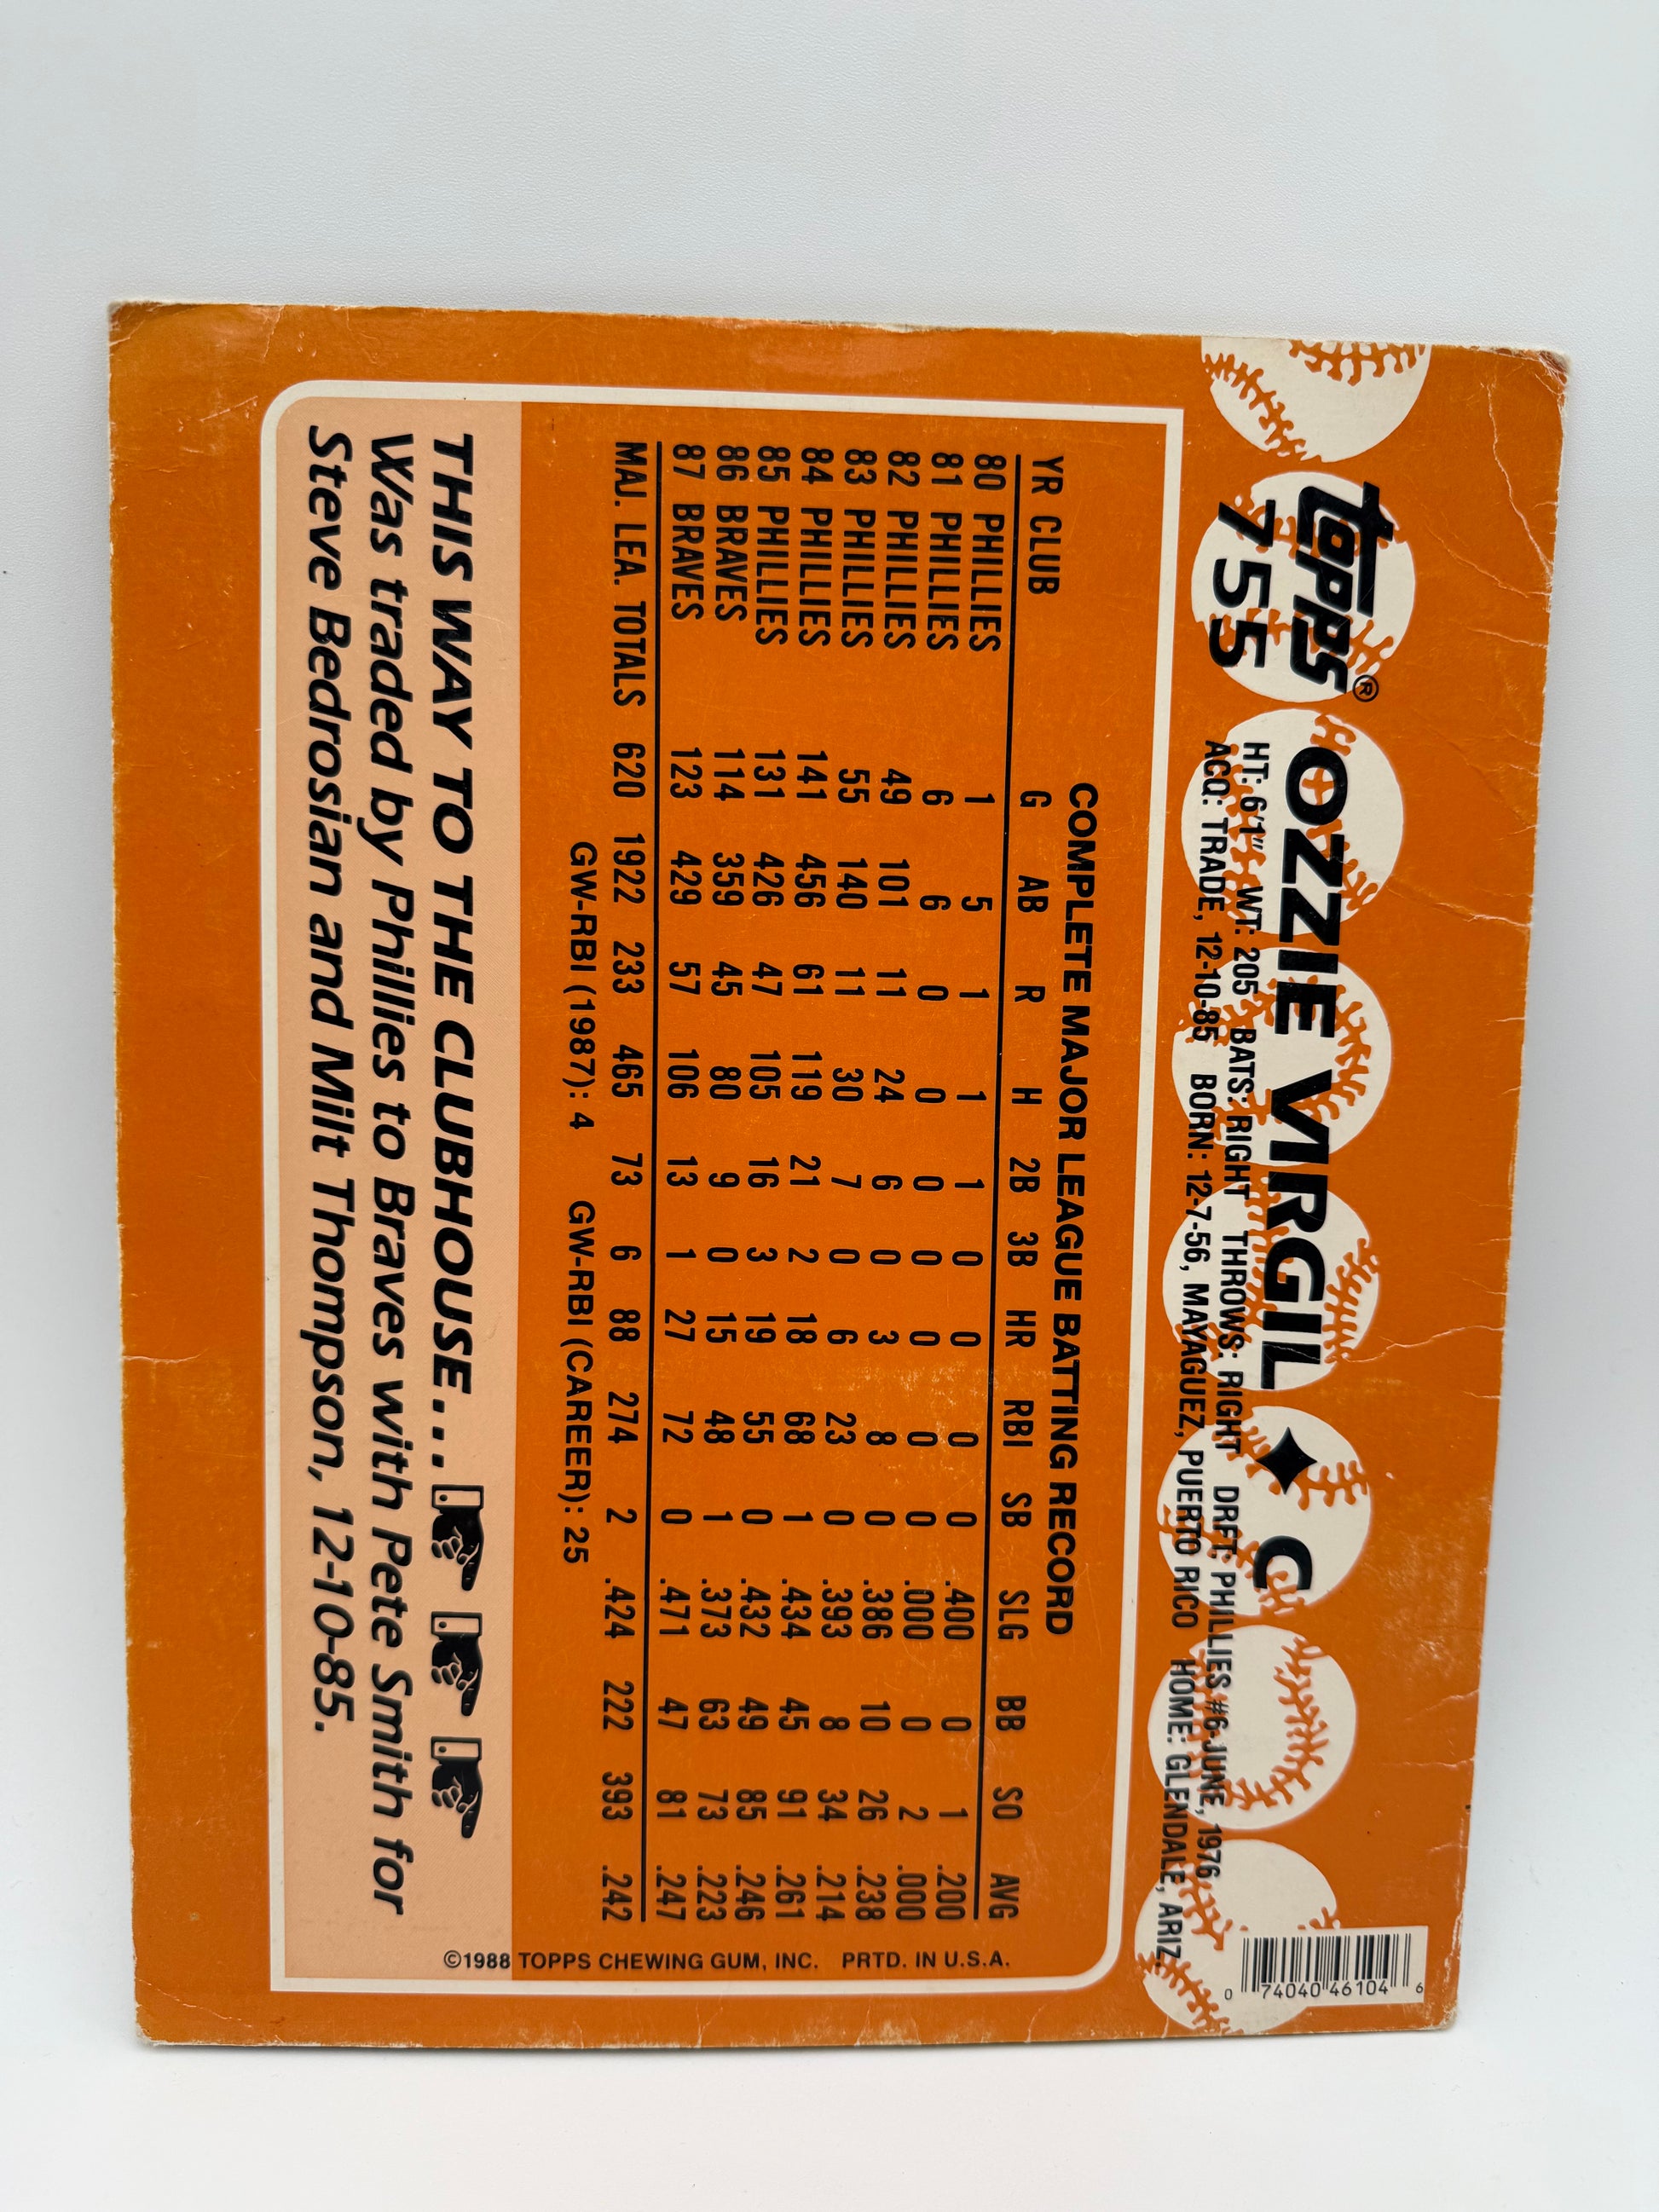 topps®
755
OZZIE VIRGIL ♦ C
HT: 6'1" WT: 205 BATS: RIGHT THROWS: RIGHT DRFT: PHILLIES #6-JUNE, 1976
ACQ: TRADE, 12-10-85 BORN: 12-7-56, MAYAGUEZ, PUERTO RICO HOME: GLENDALE, ARIZ.
0 74040 46104 6
COMPLETE MAJOR LEAGUE BATTING RECORD
YR CLUB G AB R H 2B 3B HR RBI SB SLG BB SO AVG
80 PHILLIES 1 5 1 1 1 0 0 0 0 .400 0 1 .200
81 PHILLIES 6 6 0 0 0 0 0 0 0 .000 0 2 .000
82 PHILLIES 49 101 11 24 6 0 3 8 0 .386 10 26 .238
83 PHILLIES 55 140 11 30 7 0 6 23 0 .393 8 34 .214
84 PHILLIES 141 456 61 119 21 2 18 68 1 .434 45 91 .261
85 PHILLIES 131 426 47 105 16 3 19 55 0 .432 49 85 .246
86 BRAVES 114 359 45 80 9 0 15 48 1 .373 63 73 .223
87 BRAVES 123 429 57 106 13 1 27 72 0 .471 47 81 .247
MAJ. LEA. TOTALS 620 1922 233 465 73 6 88 274 2 .424 222 393 .242
GW-RBI (1987): 4 GW-RBI (CAREER): 25
THIS WAY TO THE CLUBHOUSE...
Was traded by Phillies to Braves with Pete Smith for
Steve Bedrosian and Milt Thompson, 12-10-85.
©1988 TOPPS CHEWING GUM, INC. PRTD. IN U.S.A.